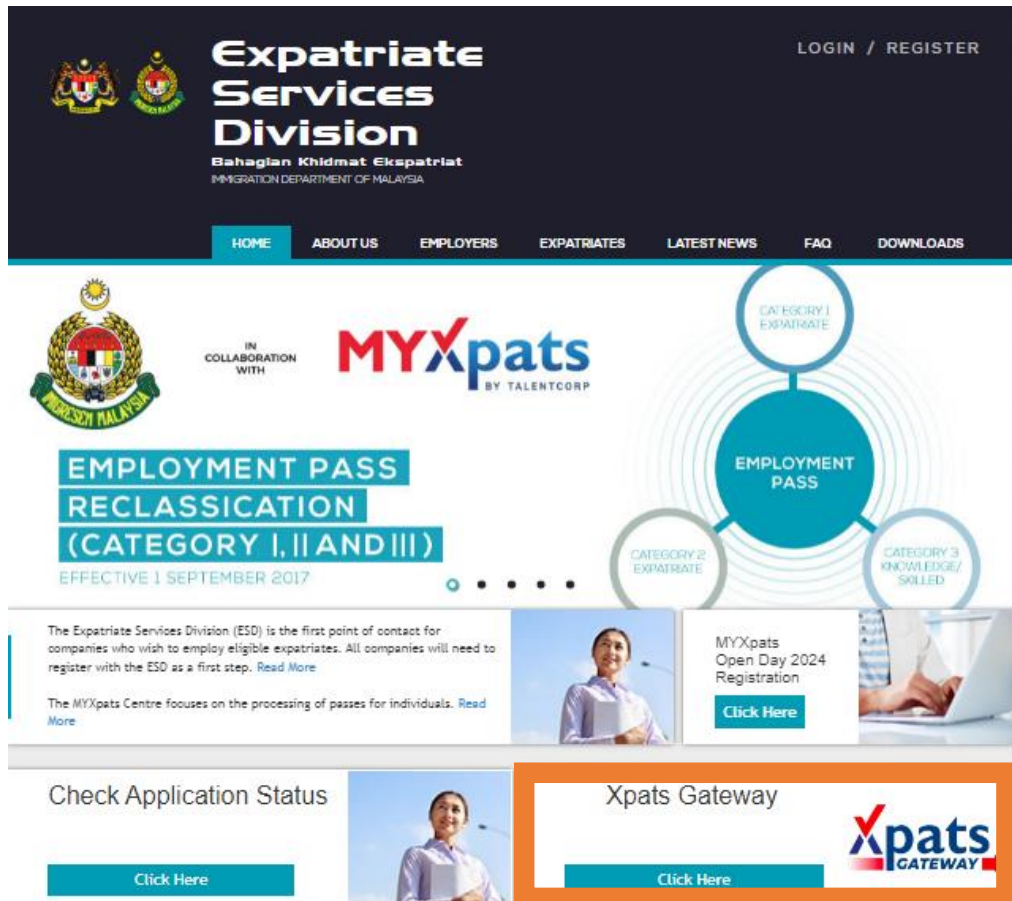 Expatriate
Services
Division
Bahagian Khidmat Ekspatriat
IMMIGRATION DEPARTMENT OF MALAYSIA
LOGIN / REGISTER
HOME ABOUT US EMPLOYERS EXPATRIATES LATEST NEWS FAQ DOWNLOADS
IMIGRESEN MALAYSIA
IN
COLLABORATION
WITH
MYXpats
BY TALENTCORP
EMPLOYMENT PASS
RECLASSICATION
(CATEGORY I, II AND III)
EFFECTIVE 1 SEPTEMBER 2017
CATEGORY 1
EXPATRIATE
EMPLOYMENT
PASS
CATEGORY 2
EXPATRIATE
CATEGORY 3
KNOWLEDGE/
SKILLED
The Expatriate Services Division (ESD) is the first point of contact for
companies who wish to employ eligible expatriates. All companies will need to
register with the ESD as a first step. Read More
The MYXpats Centre focuses on the processing of passes for individuals. Read
More
MYXpats
Open Day 2024
Registration
Click Here
Check Application Status
Click Here
Xpats Gateway
Click Here
Xpats
GATEWAY